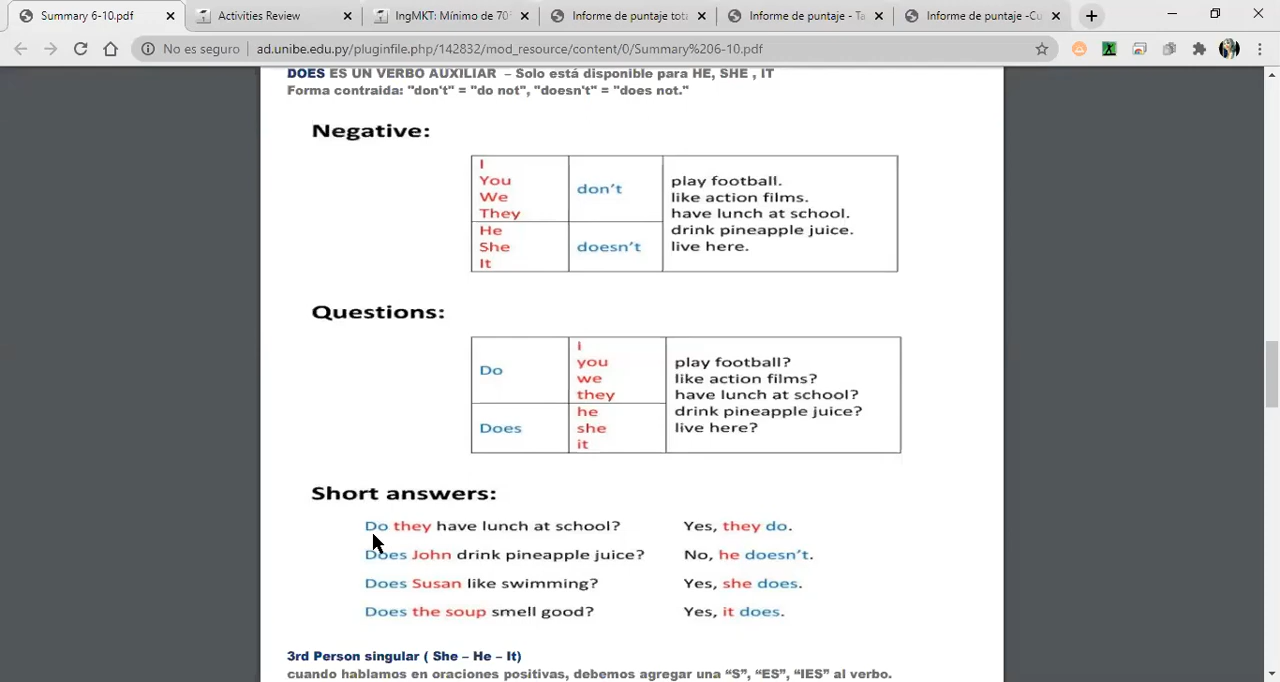 Summary 6-10.pdf
Activities Review
IngMKT: Mínimo de 70
Informe de puntaje tota
Informe de puntaje - Ta
Informe de puntaje -Cu
No es seguro
ad.unibe.edu.py/pluginfile.php/142832/mod_resource/content/0/Summary%206-10.pdf
DOES ES UN VERBO AUXILIAR – Solo está disponible para HE, SHE , IT
Forma contraida: "don't" = "do not", "doesn't" = "does not."
Negative:
I
You
We
They
don't
He
She
It
doesn't
play football.
like action films.
have lunch at school.
drink pineapple juice.
live here.
Questions:
Do
I
you
we
they
Does
he
she
it
play football?
like action films?
have lunch at school?
drink pineapple juice?
live here?
Short answers:
Do they have lunch at school? Yes, they do.
Does John drink pineapple juice? No, he doesn't.
Does Susan like swimming? Yes, she does.
Does the soup smell good? Yes, it does.
3rd Person singular ( She – He – It)
cuando hablamos en oraciones positivas, debemos agregar una “S”, “ES”, “IES” al verbo.